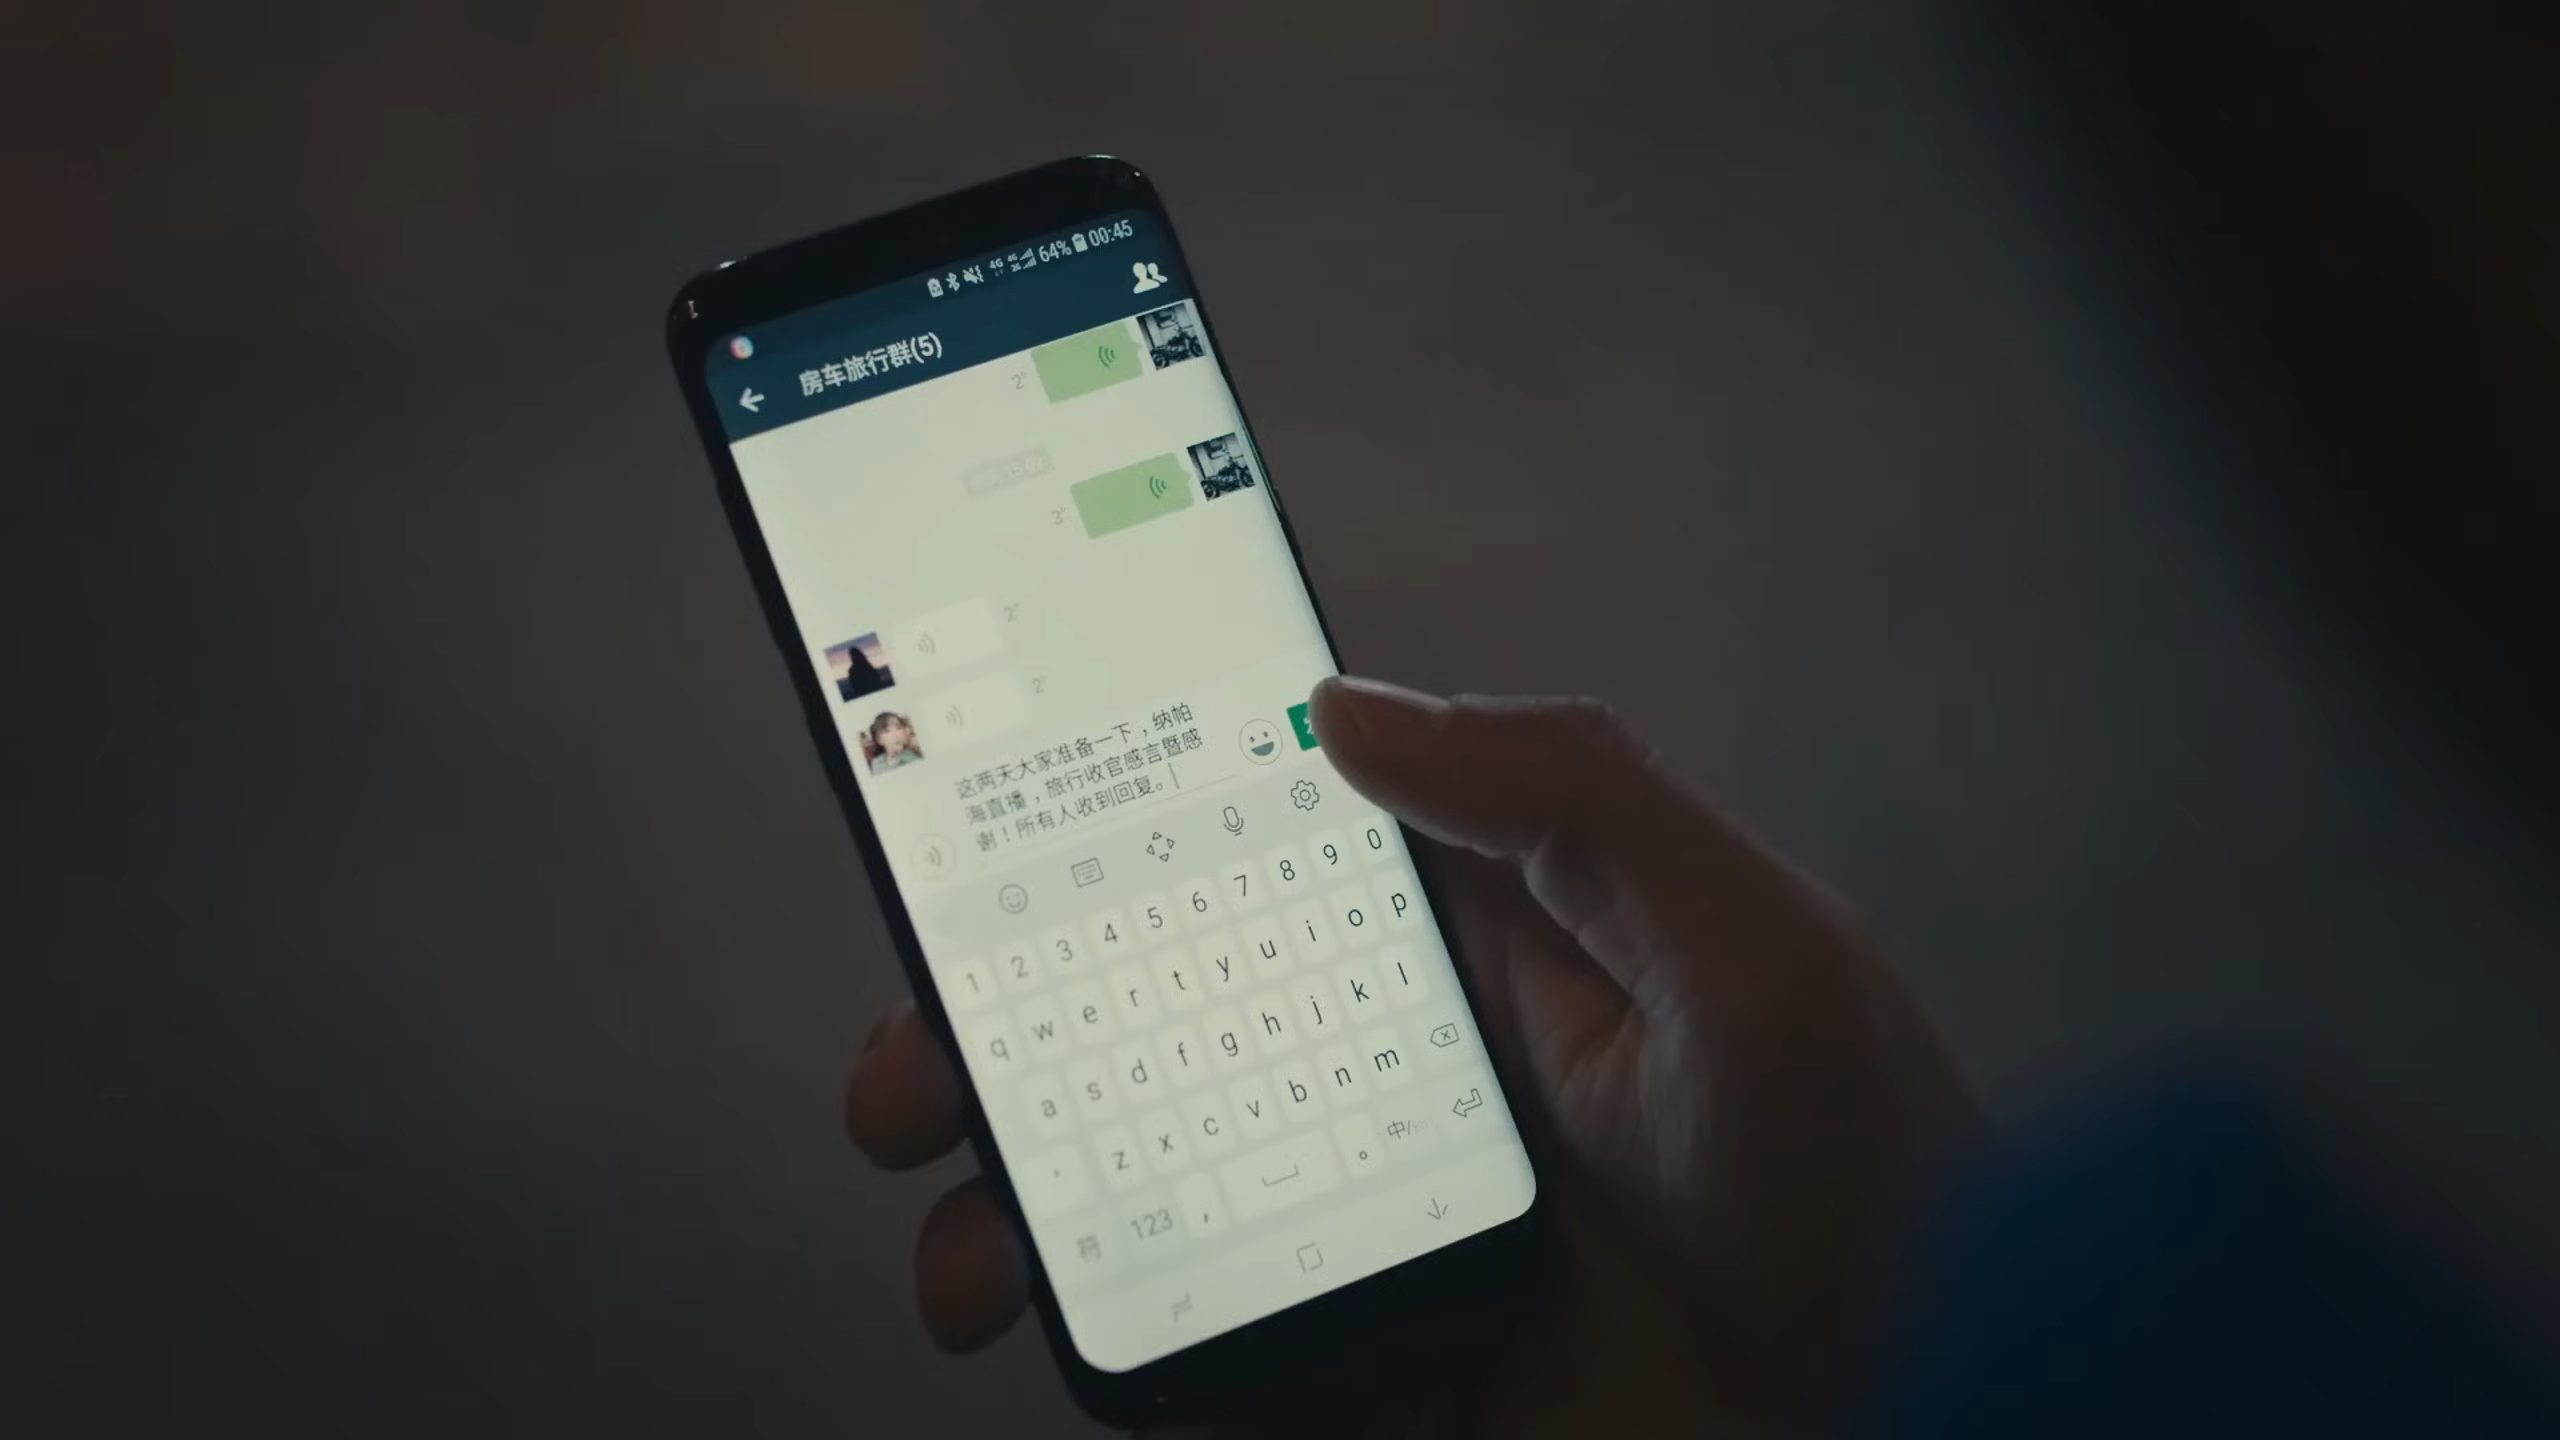 64% 00:45
房车旅行群(5)
2"
3"
2"
2"
这两天大家准备一下，纳帕
海直播，旅行收官感言暨感
谢！所有人收到回复。
1 2 3 4 5 6 7 8 9 0
q w e r t y u i o p
a s d f g h j k l
' z x c v b n m
符 123 , 。 中/